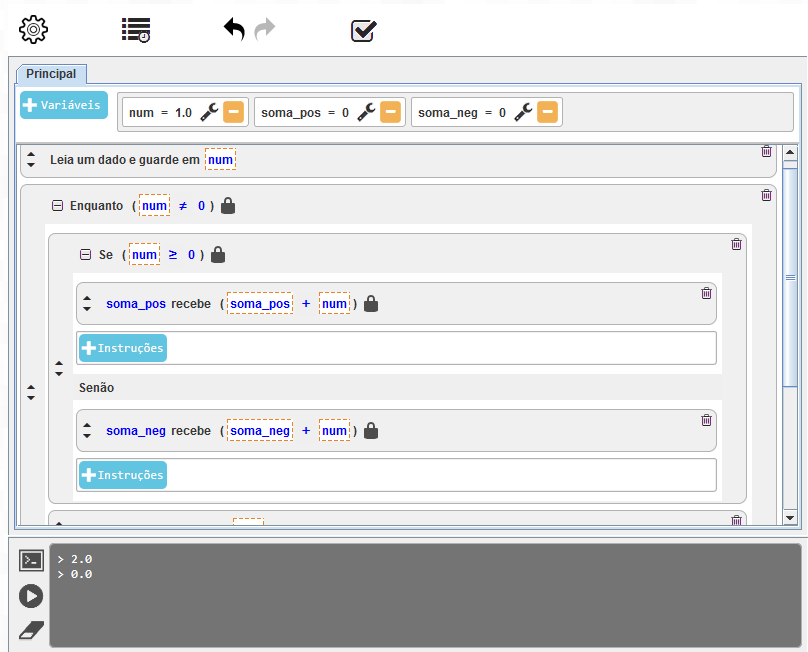 Principal
+ Variáveis num = 1.0 soma_pos = 0 soma_neg = 0
Leia um dado e guarde em num
Enquanto ( num ≠ 0 )
Se ( num ≥ 0 )
soma_pos recebe ( soma_pos + num )
+ Instruções
Senão
soma_neg recebe ( soma_neg + num )
+ Instruções
> 2.0
> 0.0